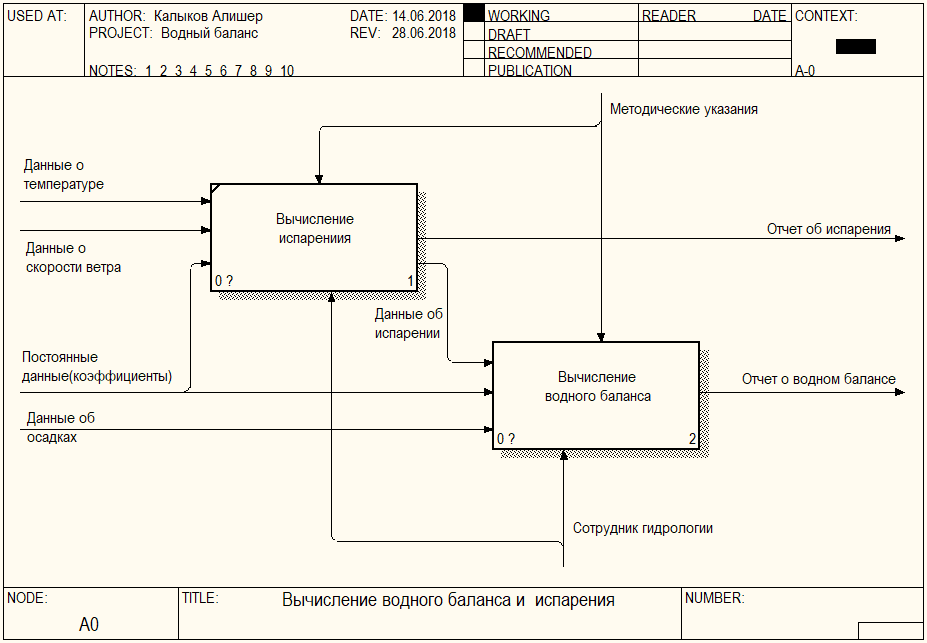 USED AT:
AUTHOR: Калыков Алишер
DATE: 14.06.2018
PROJECT: Водный баланс
REV: 28.06.2018
NOTES: 1 2 3 4 5 6 7 8 9 10
WORKING
DRAFT
RECOMMENDED
PUBLICATION
READER
DATE
CONTEXT:
A-0
Методические указания
Данные о
температуре
Вычисление
испарениия
0 ?
1
Данные о
скорости ветра
Отчет об испарения
Данные об
испарении
Постоянные
данные(коэффициенты)
Вычисление
водного баланса
0 ?
2
Отчет о водном балансе
Данные об
осадках
Сотрудник гидрологии
NODE:
A0
TITLE:
Вычисление водного баланса и испарения
NUMBER: